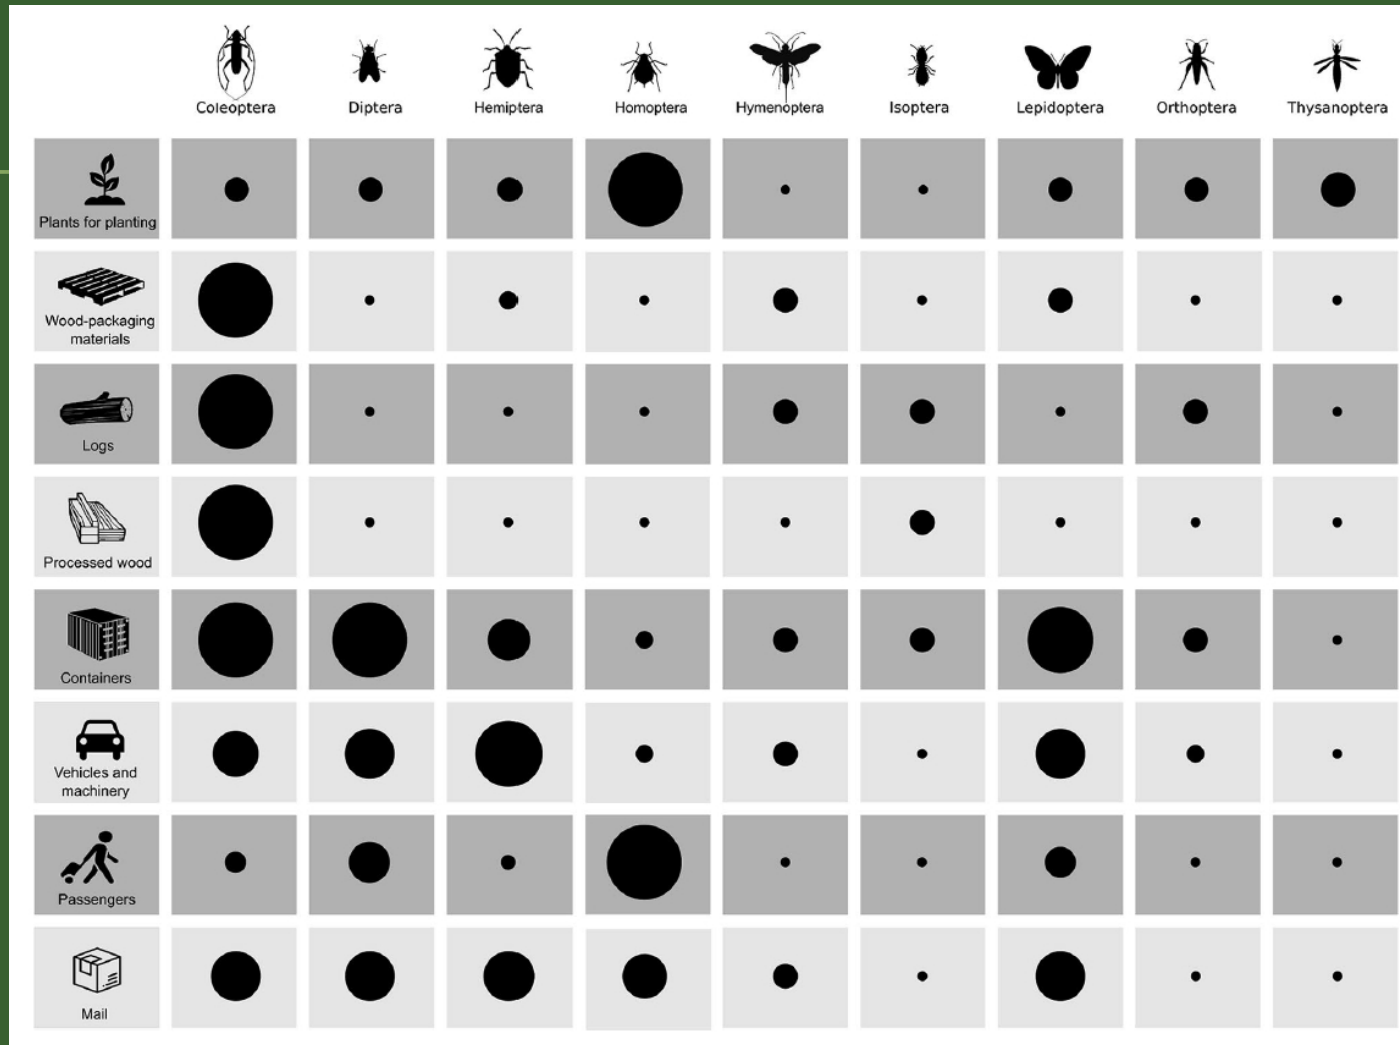 Coleoptera
Diptera
Hemiptera
Homoptera
Hymenoptera
Isoptera
Lepidoptera
Orthoptera
Thysanoptera
Plants for planting
Wood-packaging
materials
Logs
Processed wood
Containers
Vehicles and
machinery
Passengers
Mail